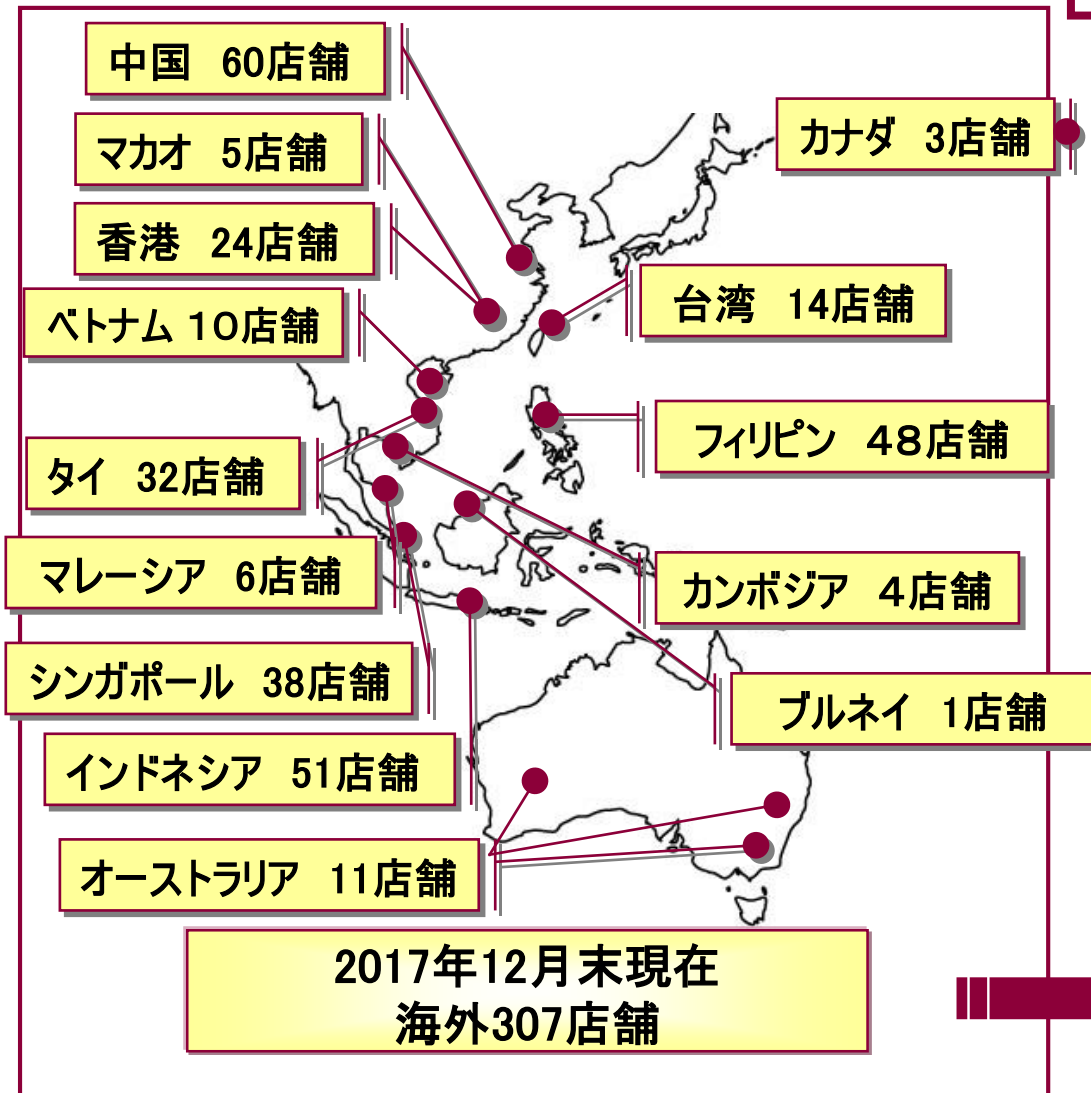 中国 60店舗
マカオ 5店舗
カナダ 3店舗
香港 24店舗
台湾 14店舗
ベトナム 10店舗
フィリピン 48店舗
タイ 32店舗
マレーシア 6店舗
カンボジア 4店舗
シンガポール 38店舗
ブルネイ 1店舗
インドネシア 51店舗
オーストラリア 11店舗
2017年12月末現在
海外307店舗